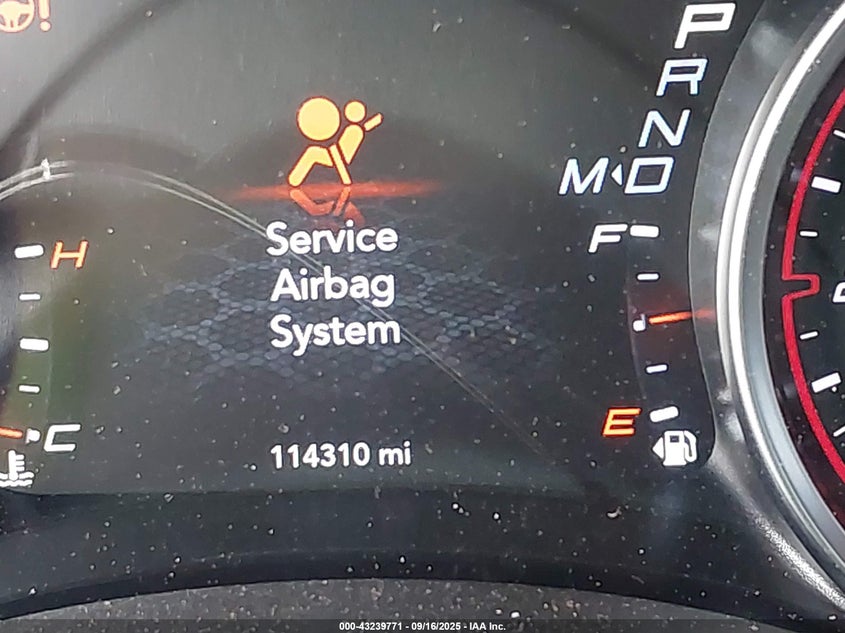 P
R
N
M D
F
H
Service
Airbag
System
E
C
114310 mi
000-43239771 - 09/16/2025 - IAA Inc.